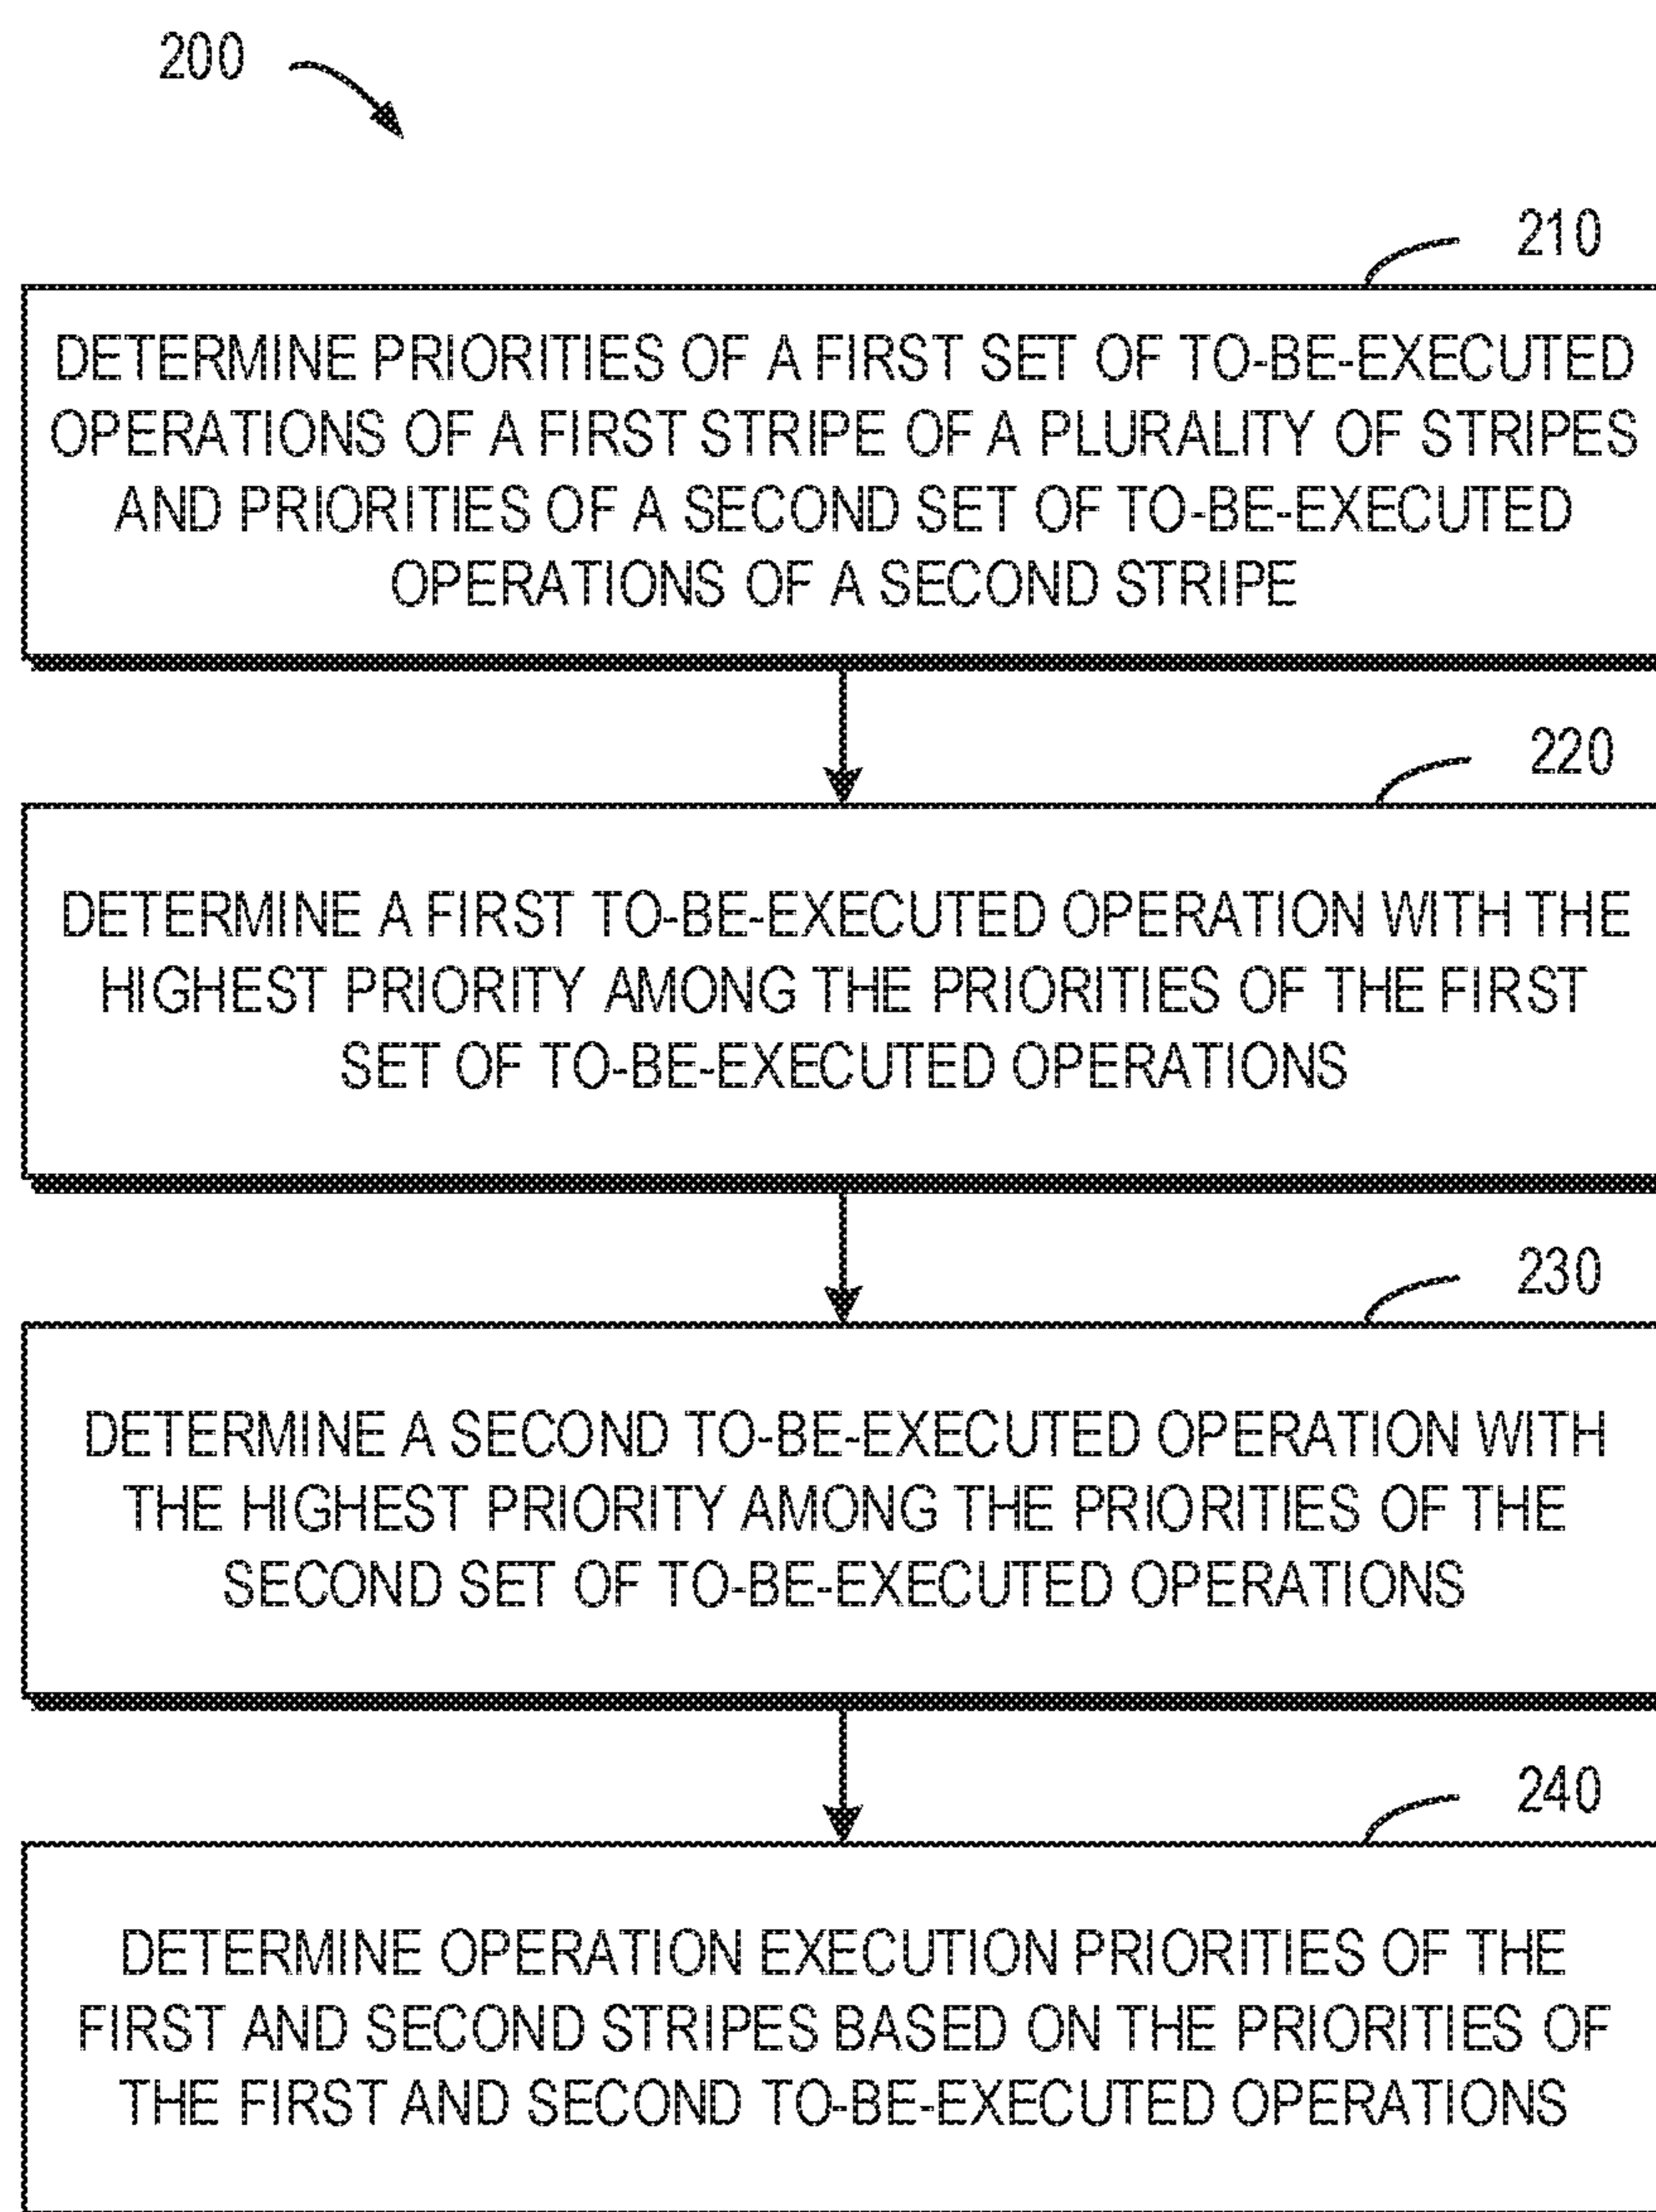 200
210
DETERMINE PRIORITIES OF A FIRST SET OF TO-BE-EXECUTED
OPERATIONS OF A FIRST STRIPE OF A PLURALITY OF STRIPES
AND PRIORITIES OF A SECOND SET OF TO-BE-EXECUTED
OPERATIONS OF A SECOND STRIPE
220
DETERMINE A FIRST TO-BE-EXECUTED OPERATION WITH THE
HIGHEST PRIORITY AMONG THE PRIORITIES OF THE FIRST
SET OF TO-BE-EXECUTED OPERATIONS
230
DETERMINE A SECOND TO-BE-EXECUTED OPERATION WITH
THE HIGHEST PRIORITY AMONG THE PRIORITIES OF THE
SECOND SET OF TO-BE-EXECUTED OPERATIONS
240
DETERMINE OPERATION EXECUTION PRIORITIES OF THE
FIRST AND SECOND STRIPES BASED ON THE PRIORITIES OF
THE FIRST AND SECOND TO-BE-EXECUTED OPERATIONS